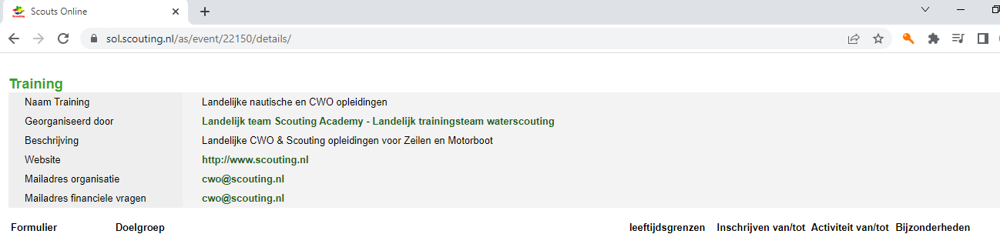 Scouts Online
sol.scouting.nl/as/event/22150/details/
Training
Naam Training Landelijke nautische en CWO opleidingen
Georganiseerd door Landelijk team Scouting Academy - Landelijk trainingsteam waterscouting
Beschrijving Landelijke CWO & Scouting opleidingen voor Zeilen en Motorboot
Website http://www.scouting.nl
Mailadres organisatie cwo@scouting.nl
Mailadres financiele vragen cwo@scouting.nl
Formulier Doelgroep leeftijdsgrenzen Inschrijven van/tot Activiteit van/tot Bijzonderheden